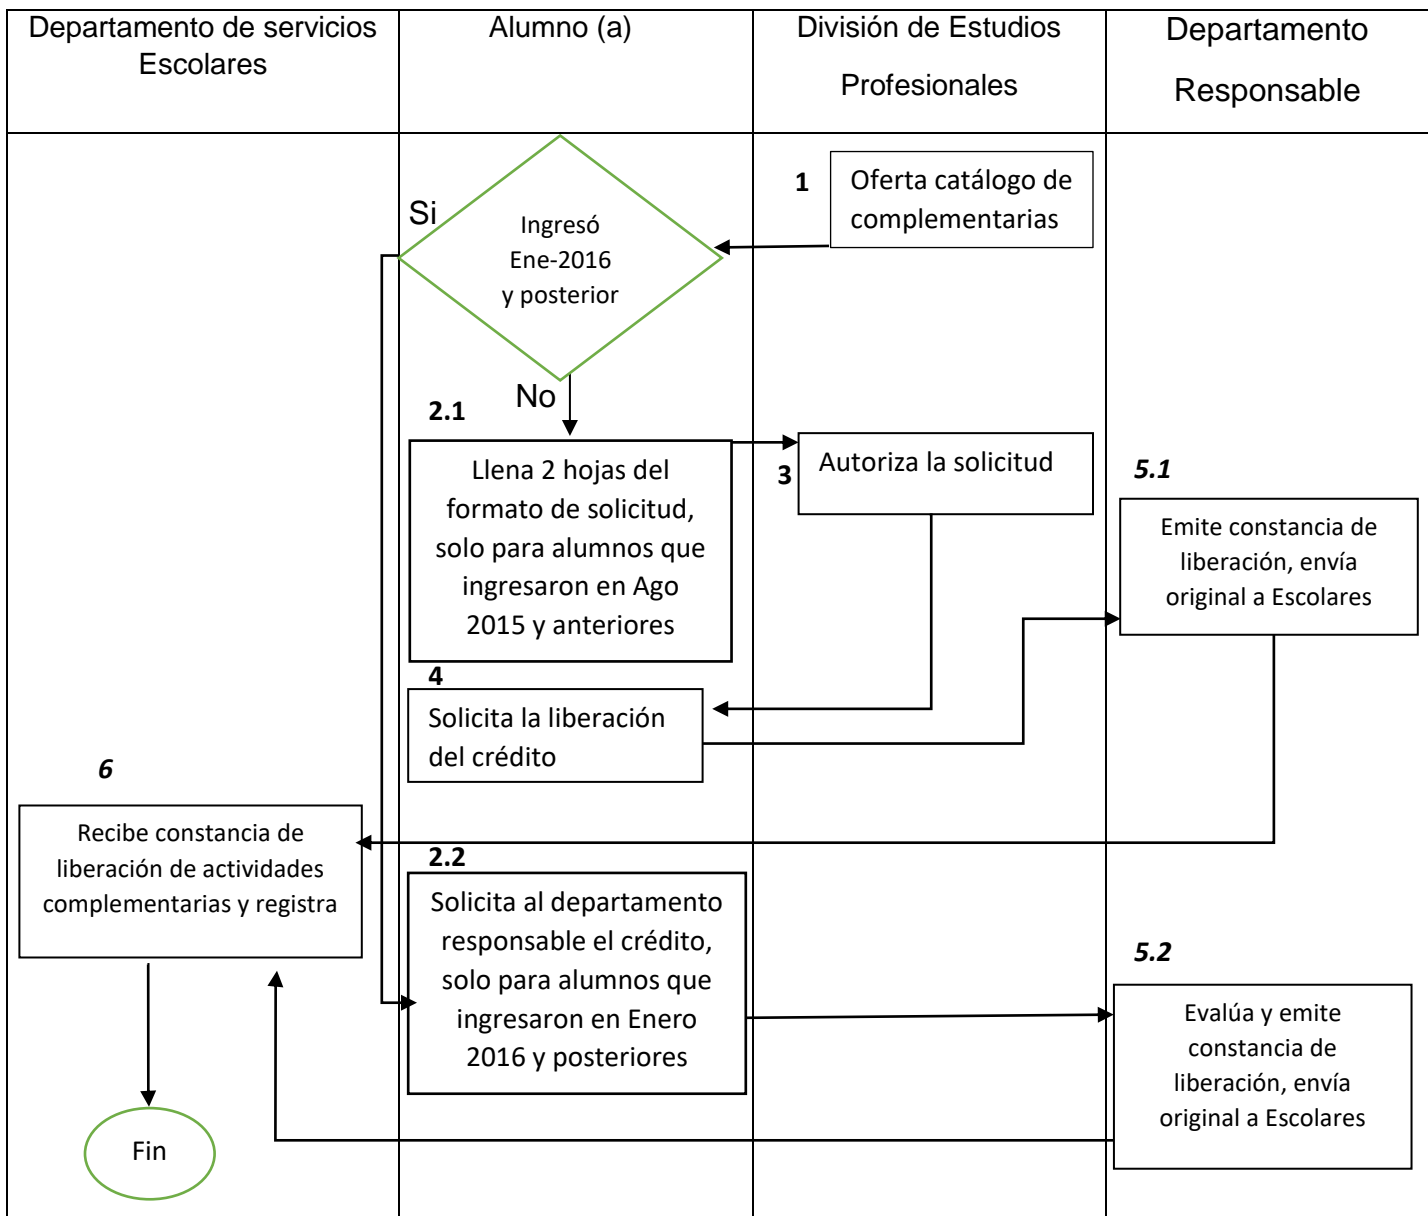 Departamento de servicios
Escolares
Alumno (a)
División de Estudios
Profesionales
Departamento
Responsable
1
Oferta catálogo de
complementarias
Si
Ingresó
Ene-2016
y posterior
No
2.1
Llena 2 hojas del
formato de solicitud,
solo para alumnos que
ingresaron en Ago
2015 y anteriores
3
Autoriza la solicitud
4
Solicita la liberación
del crédito
5.1
Emite constancia de
liberación, envía
original a Escolares
6
Recibe constancia de
liberación de actividades
complementarias y registra
2.2
Solicita al departamento
responsable el crédito,
solo para alumnos que
ingresaron en Enero
2016 y posteriores
5.2
Evalúa y emite
constancia de
liberación, envía
original a Escolares
Fin